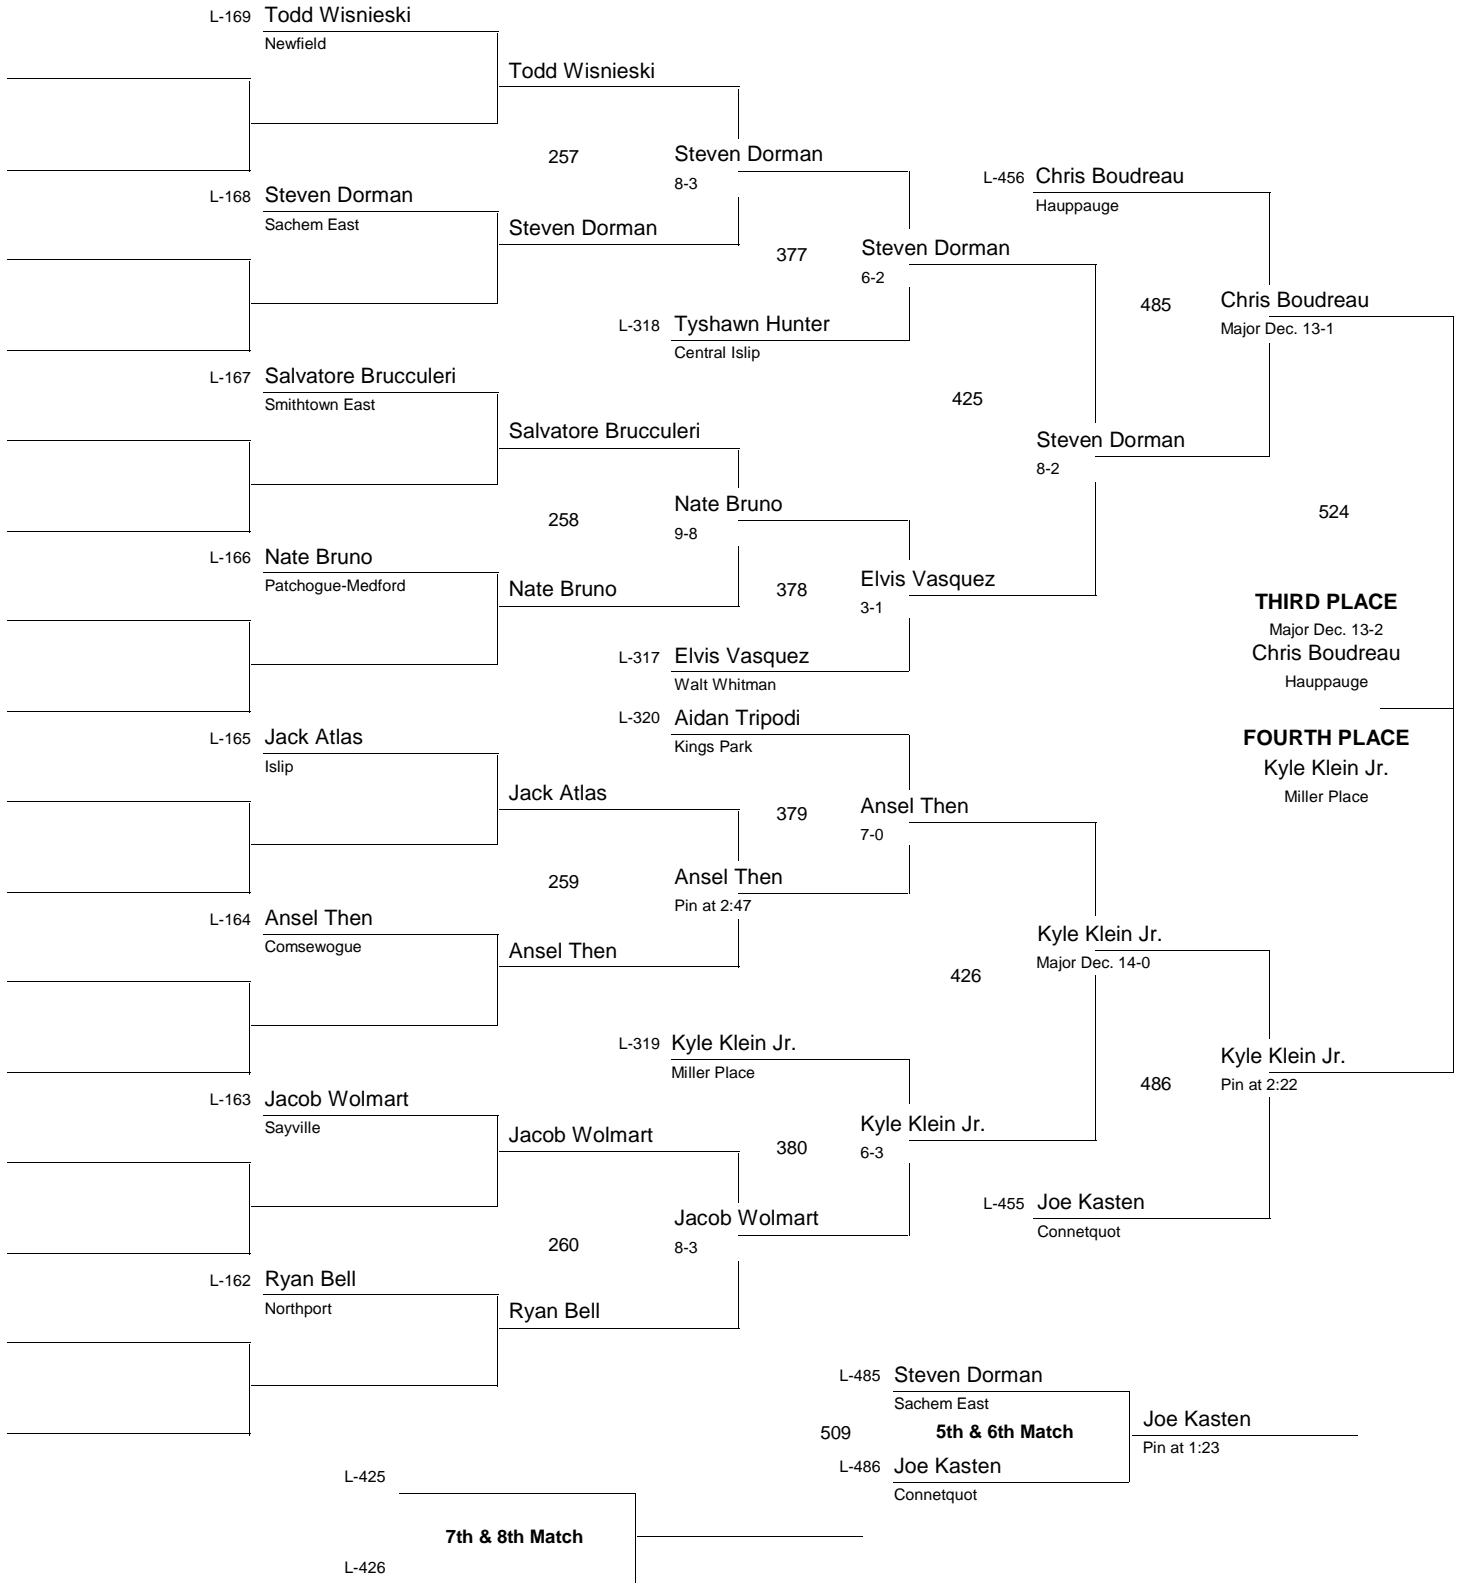 L-169 Todd Wisnieski
Newfield
Todd Wisnieski
257 Steven Dorman
8-3
L-456 Chris Boudreau
Hauppauge
L-168 Steven Dorman
Sachem East
Steven Dorman
377 Steven Dorman
6-2
485 Chris Boudreau
Major Dec. 13-1
L-318 Tyshawn Hunter
Central Islip
L-167 Salvatore Brucculeri
Smithtown East
425
Salvatore Brucculeri
Steven Dorman
8-2
258 Nate Bruno
9-8
524
L-166 Nate Bruno
Patchogue-Medford
Nate Bruno
378 Elvis Vasquez
3-1
THIRD PLACE
Major Dec. 13-2
Chris Boudreau
Hauppauge
L-317 Elvis Vasquez
Walt Whitman
L-320 Aidan Tripodi
Kings Park
L-165 Jack Atlas
Islip
FOURTH PLACE
Kyle Klein Jr.
Miller Place
Jack Atlas
379 Ansel Then
7-0
259 Ansel Then
Pin at 2:47
L-164 Ansel Then
Comsewogue
Ansel Then
Kyle Klein Jr.
Major Dec. 14-0
426
L-319 Kyle Klein Jr.
Miller Place
486 Kyle Klein Jr.
Pin at 2:22
L-163 Jacob Wolmart
Sayville
Jacob Wolmart
380 Kyle Klein Jr.
6-3
L-455 Joe Kasten
Connetquot
260 Jacob Wolmart
8-3
L-162 Ryan Bell
Northport
Ryan Bell
L-485 Steven Dorman
Sachem East
509 5th & 6th Match
Joe Kasten
Pin at 1:23
L-486 Joe Kasten
Connetquot
L-425
7th & 8th Match
L-426